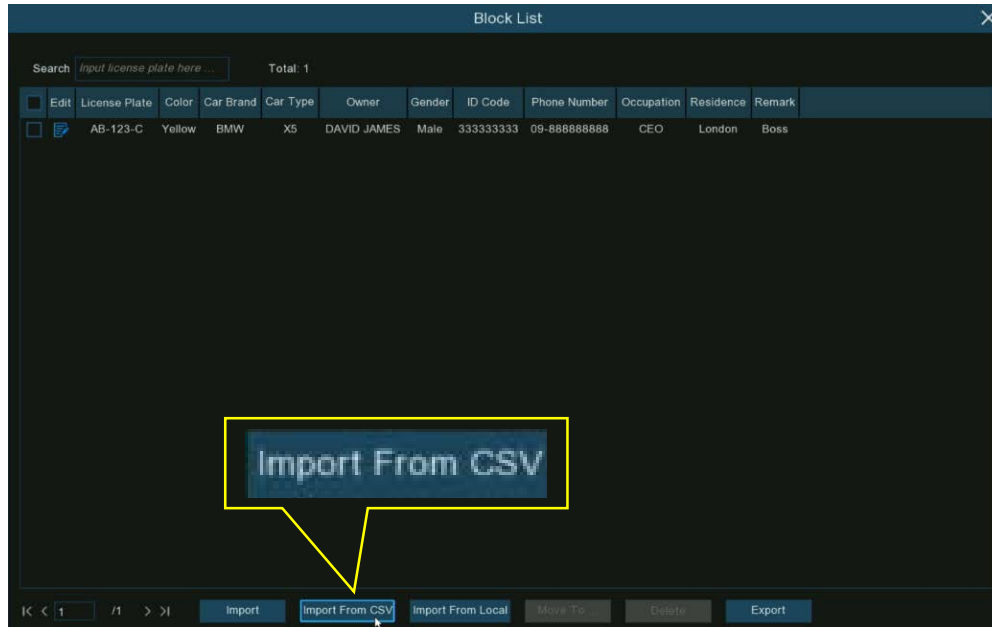 Block List
Search Input license plate here ... Total: 1
Edit License Plate Color Car Brand Car Type Owner Gender ID Code Phone Number Occupation Residence Remark
AB-123-C Yellow BMW X5 DAVID JAMES Male 333333333 09-888888888 CEO London Boss
Import From CSV
1 /1 Import Import From CSV Import From Local Move To ... Delete Export